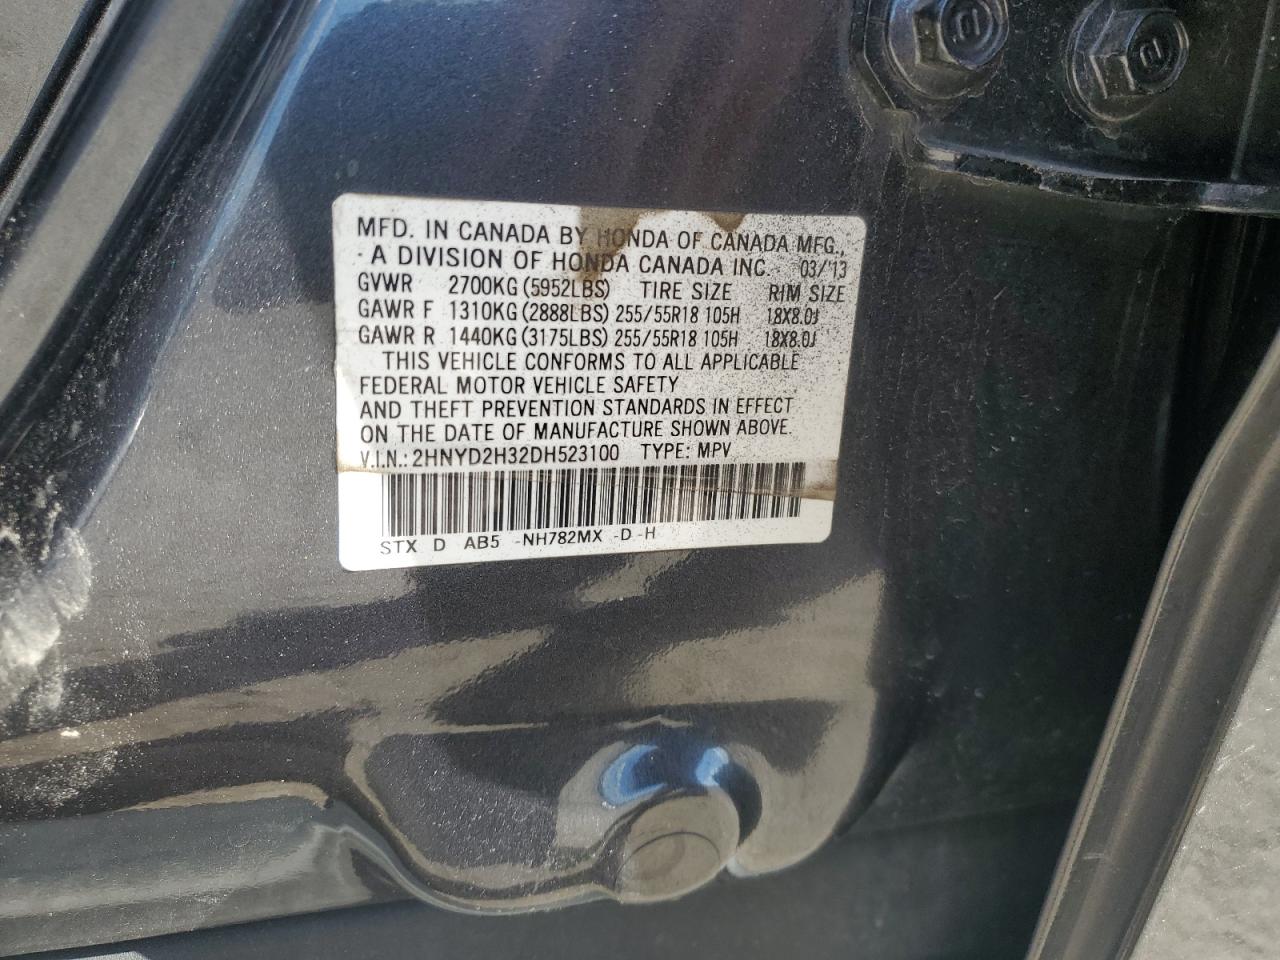 MFD. IN CANADA BY HONDA OF CANADA MFG.,
A DIVISION OF HONDA CANADA INC. 03/'13
GVWR 2700KG (5952LBS) TIRE SIZE RIM SIZE
GAWR F 1310KG (2888LBS) 255/55R18 105H 18X8.0J
GAWR R 1440KG (3175LBS) 255/55R18 105H 18X8.0J
THIS VEHICLE CONFORMS TO ALL APPLICABLE
FEDERAL MOTOR VEHICLE SAFETY
AND THEFT PREVENTION STANDARDS IN EFFECT
ON THE DATE OF MANUFACTURE SHOWN ABOVE.
V.I.N.: 2HNYD2H32DH523100 TYPE: MPV
STX D AB5 -NH782MX -D-H